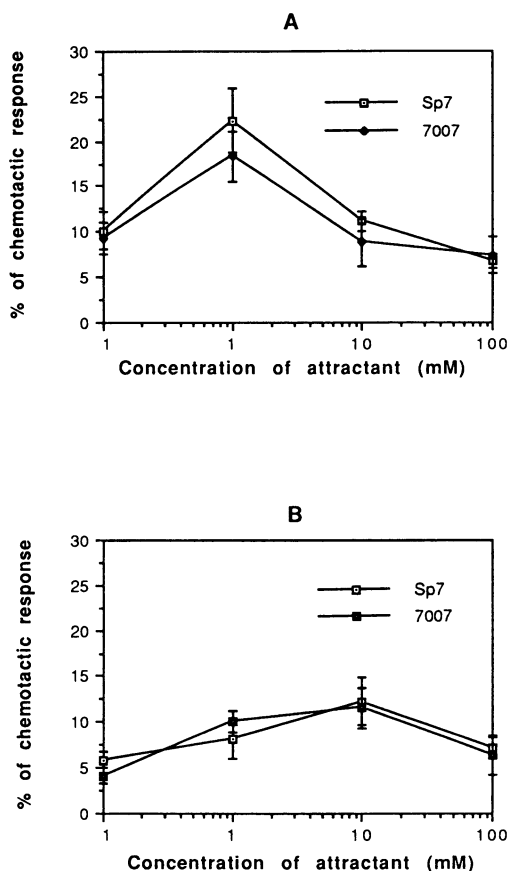 A
% of chemotactic response
30
25
20
15
10
5
0
Sp7
7007
1 1 10 100
Concentration of attractant (mM)
B
% of chemotactic response
30
25
20
15
10
5
0
Sp7
7007
1 1 10 100
Concentration of attractant (mM)